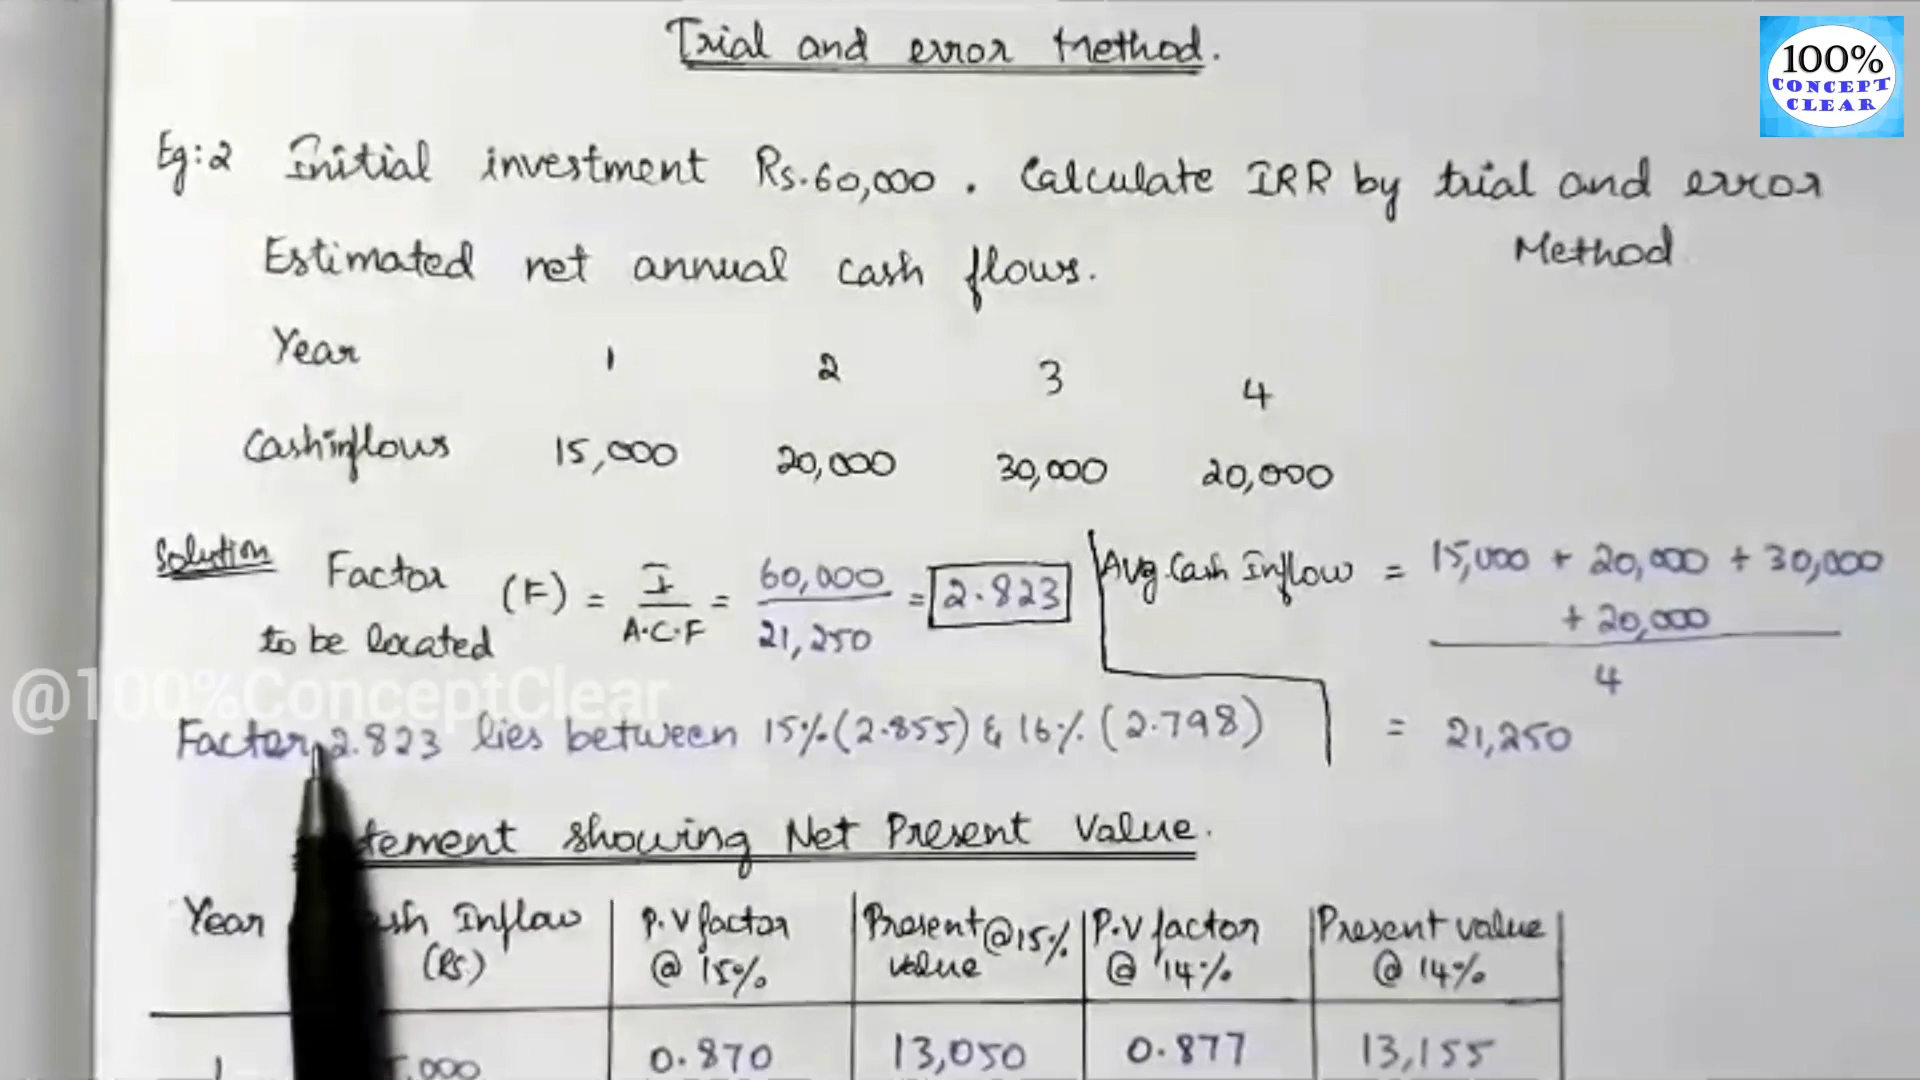 Trial and error Method.
100%
CONCEPT
CLEAR
Eg:2 Initial investment Rs.60,000. Calculate IRR by trial and error
Method
Estimated net annual cash flows.
Year 1 2 3 4
Cashinflows 15,000 20,000 30,000 20,000
Solution Factor (F) = I = 60,000 = 2.823
to be located A.C.F 21,250
Avg.Cash Inflow = 15,000 + 20,000 + 30,000
+ 20,000
4
= 21,250
@100%ConceptClear
Factor 2.823 lies between 15% (2.855) & 16% (2.798)
tement showing Net Present Value.
Year sh Inflow P.V factor Present @15% P.V factor Present value
(Rs.) @ 15% value @ 14% @ 14%
1 ,000 0.870 13,050 0.877 13,155